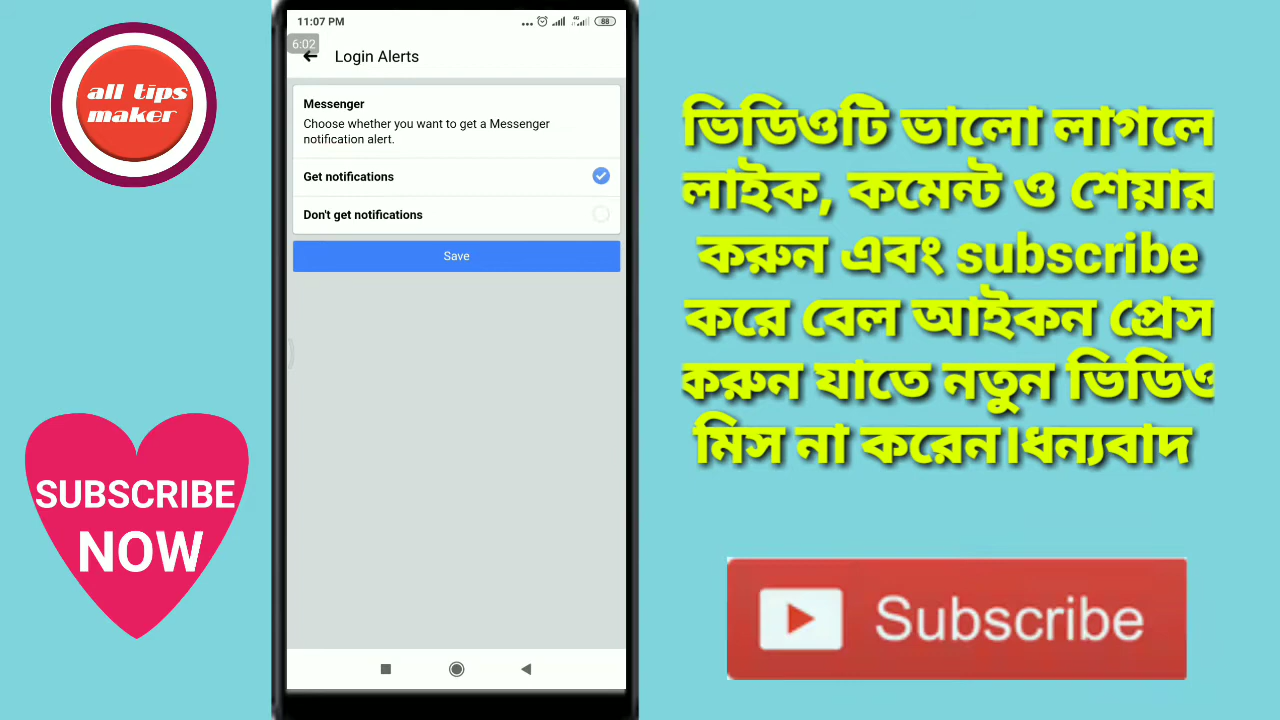 all tips
maker
SUBSCRIBE
NOW
11:07 PM
88
6:02
Login Alerts
Messenger
Choose whether you want to get a Messenger
notification alert.
Get notifications
Don't get notifications
Save
ভিডিওটি ভালো লাগলে
লাইক, কমেন্ট ও শেয়ার
করুন এবং subscribe
করে বেল আইকন প্রেস
করুন যাতে নতুন ভিডিও
মিস না করেন।ধন্যবাদ
Subscribe